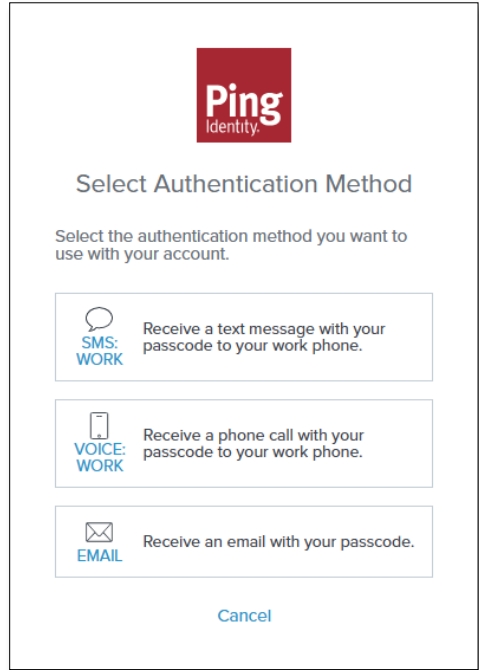 Ping
Identity.
Select Authentication Method
Select the authentication method you want to
use with your account.
SMS:
WORK
Receive a text message with your
passcode to your work phone.
VOICE:
WORK
Receive a phone call with your
passcode to your work phone.
EMAIL
Receive an email with your passcode.
Cancel